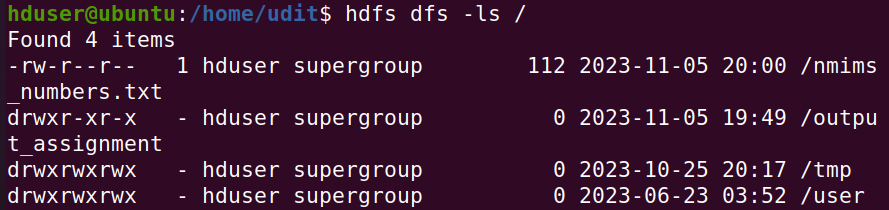 hduser@ubuntu:/home/udit$ hdfs dfs -ls /
Found 4 items
-rw-r--r--   1 hduser supergroup        112 2023-11-05 20:00 /nmims
_numbers.txt
drwxr-xr-x   - hduser supergroup          0 2023-11-05 19:49 /outpu
t_assignment
drwxrwxrwx   - hduser supergroup          0 2023-10-25 20:17 /tmp
drwxrwxrwx   - hduser supergroup          0 2023-06-23 03:52 /user